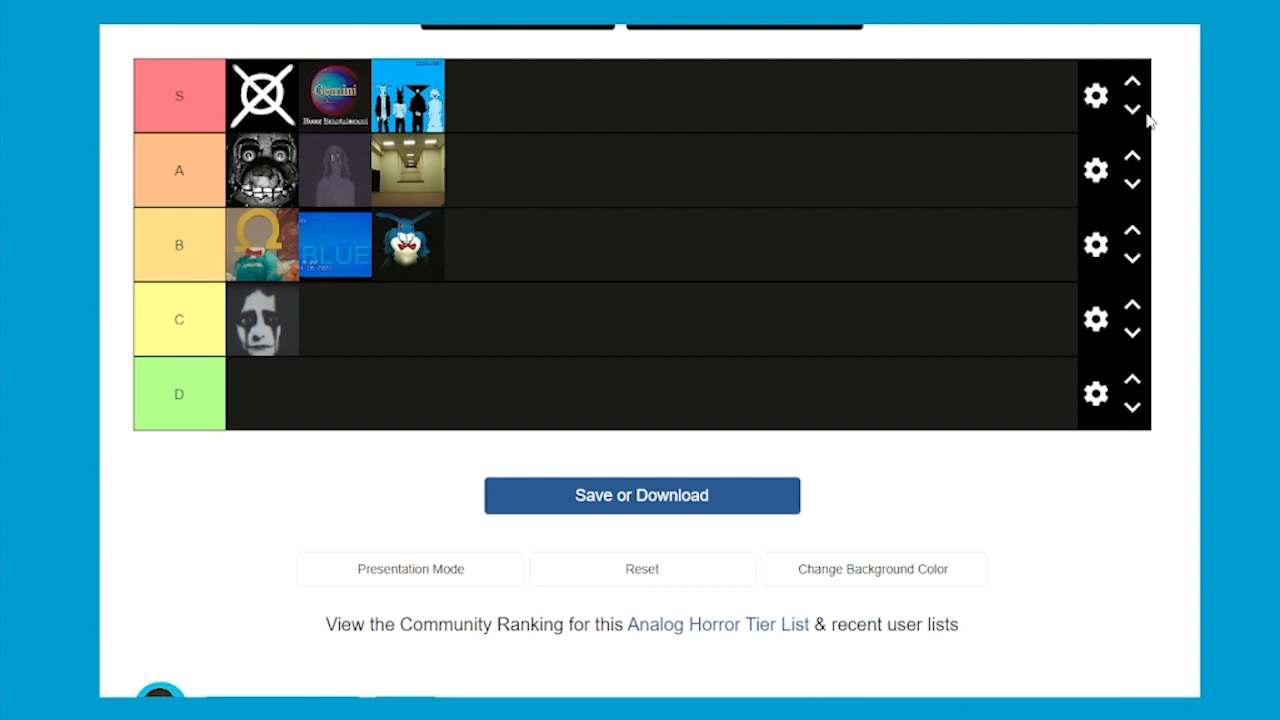 S
Gemini
Home Entertainment
A
B
BLUE
C
D
Save or Download
Presentation Mode
Reset
Change Background Color
View the Community Ranking for this Analog Horror Tier List & recent user lists